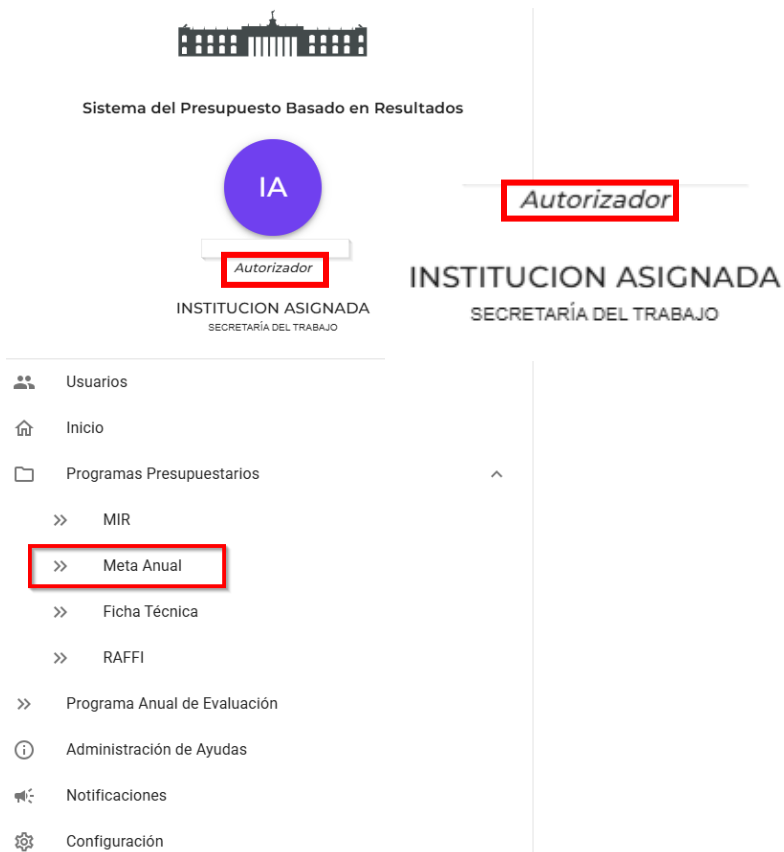 Sistema del Presupuesto Basado en Resultados
IA
Autorizador
INSTITUCION ASIGNADA
SECRETARÍA DEL TRABAJO
Autorizador
INSTITUCION ASIGNADA
SECRETARÍA DEL TRABAJO
Usuarios
Inicio
Programas Presupuestarios
MIR
Meta Anual
Ficha Técnica
RAFFI
Programa Anual de Evaluación
Administración de Ayudas
Notificaciones
Configuración